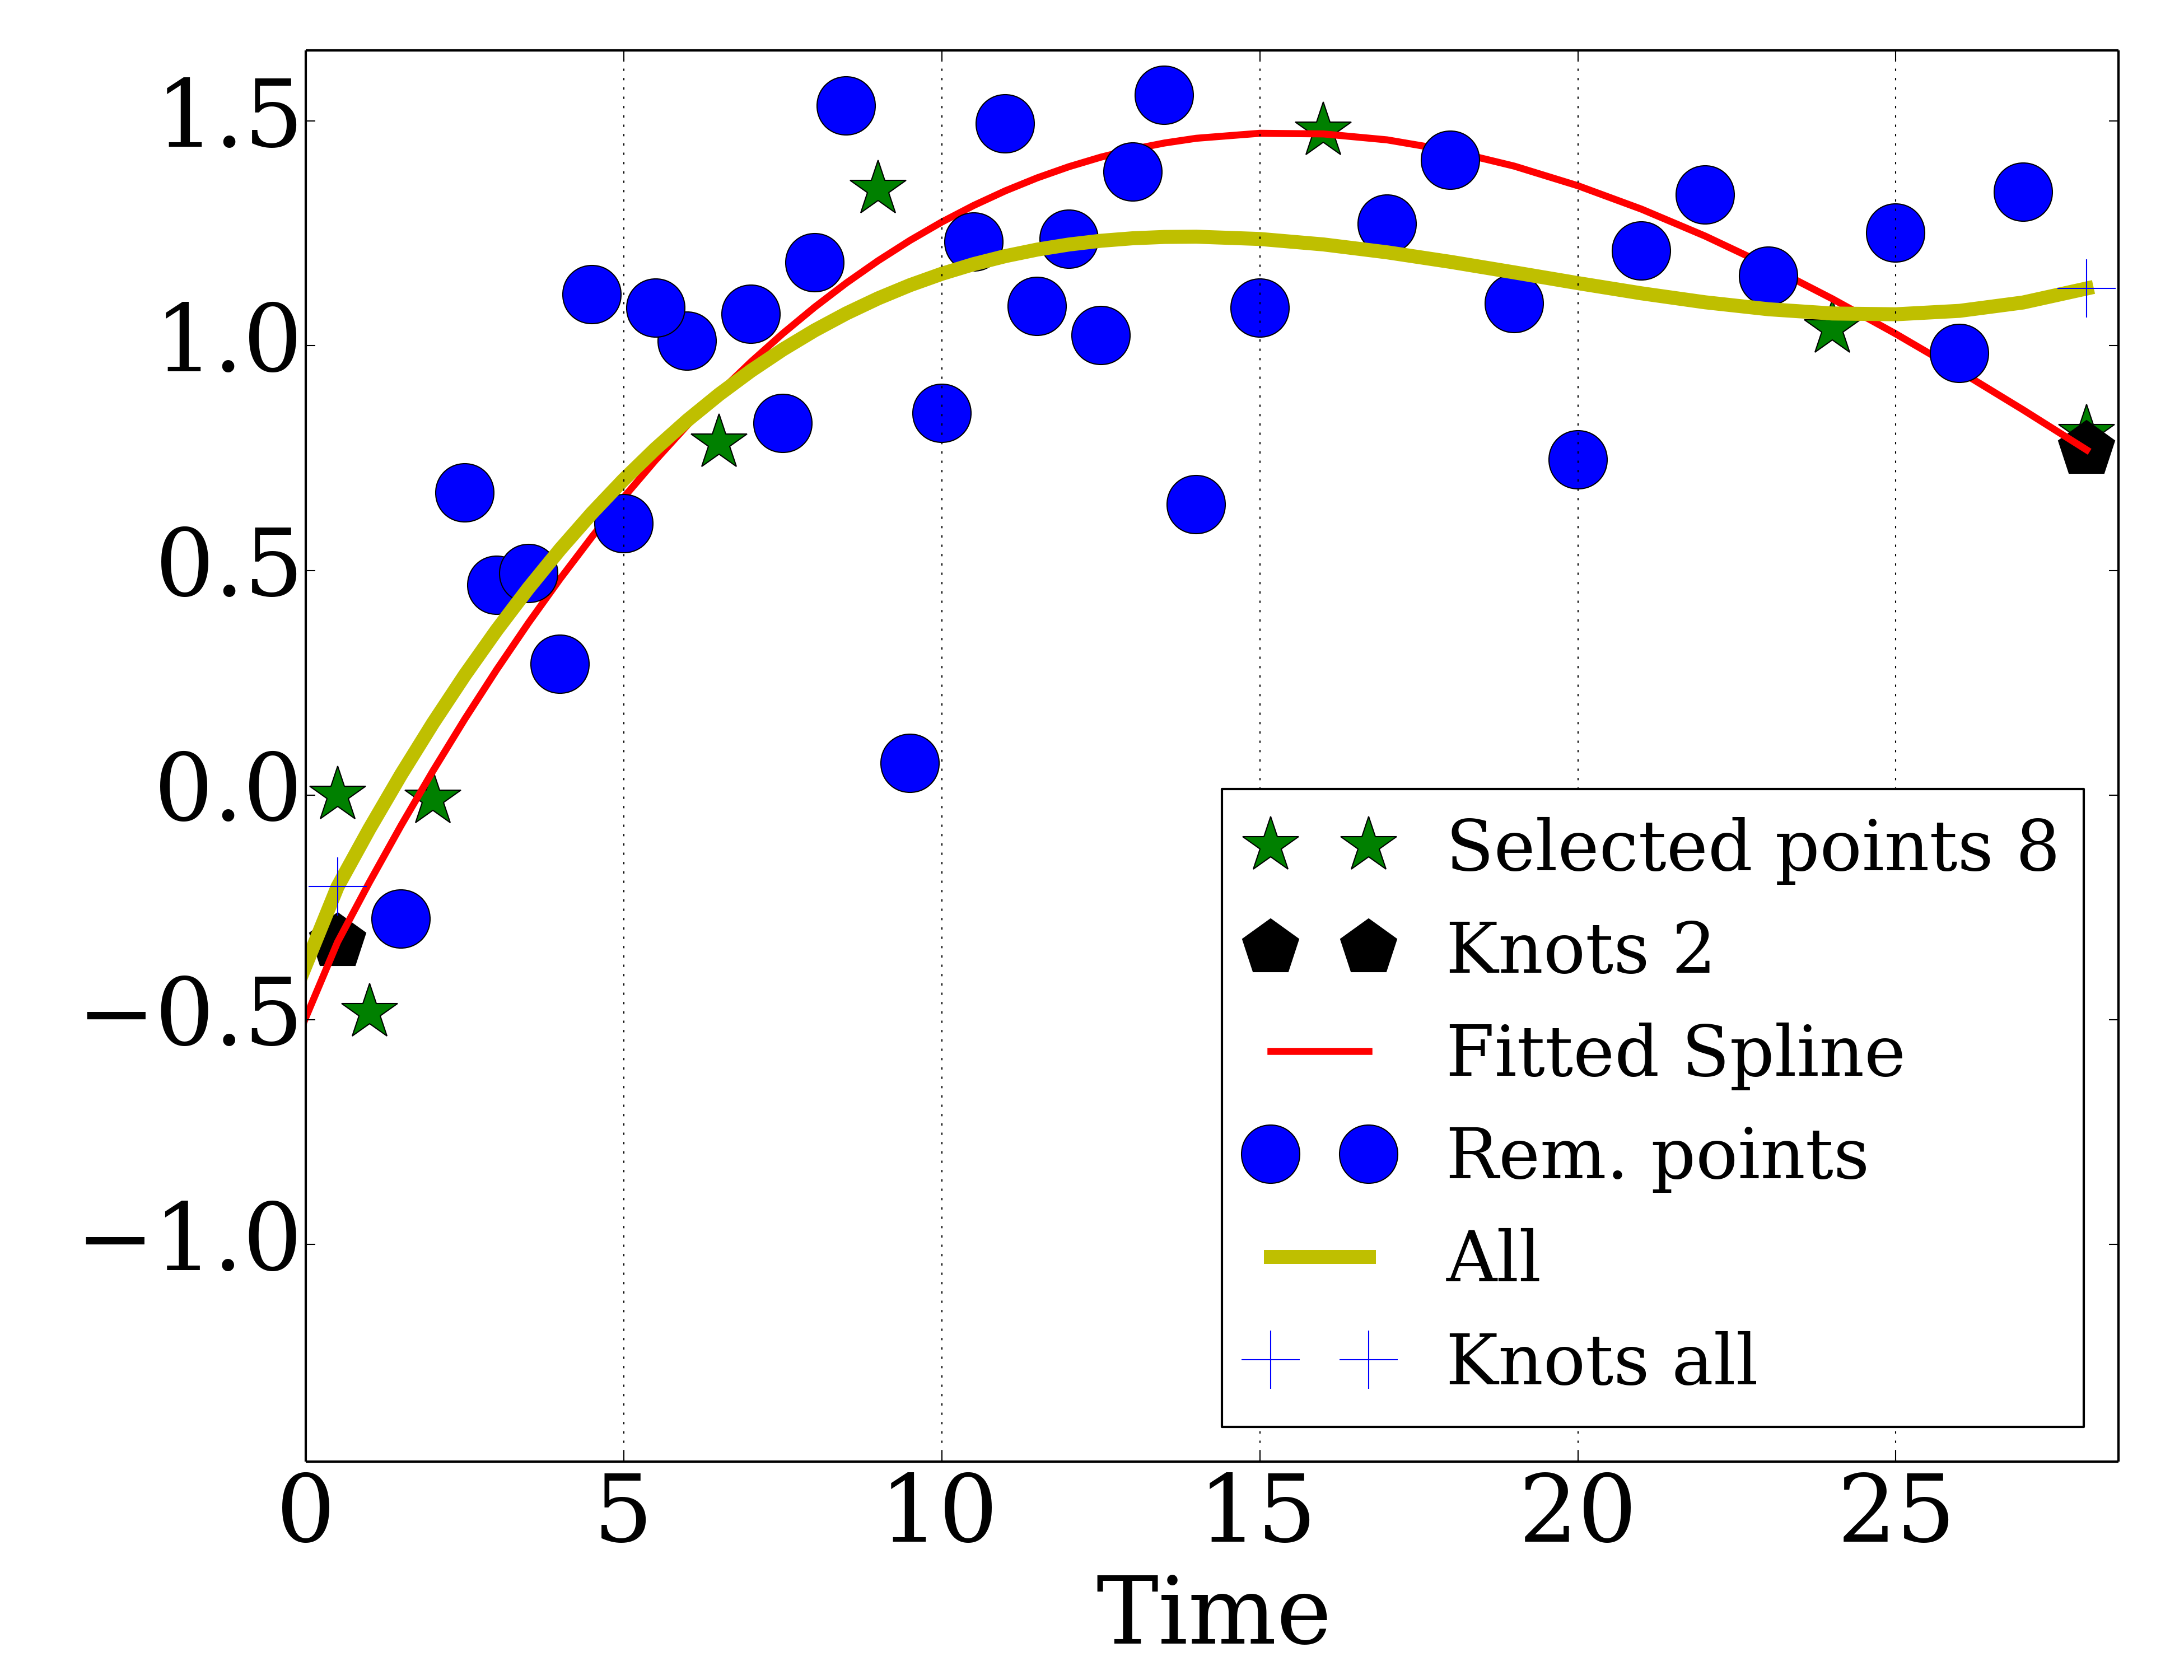 1.5
1.0
0.5
0.0
−0.5
−1.0
Selected points 8
Knots 2
Fitted Spline
Rem. points
All
Knots all
0 5 10 15 20 25
Time